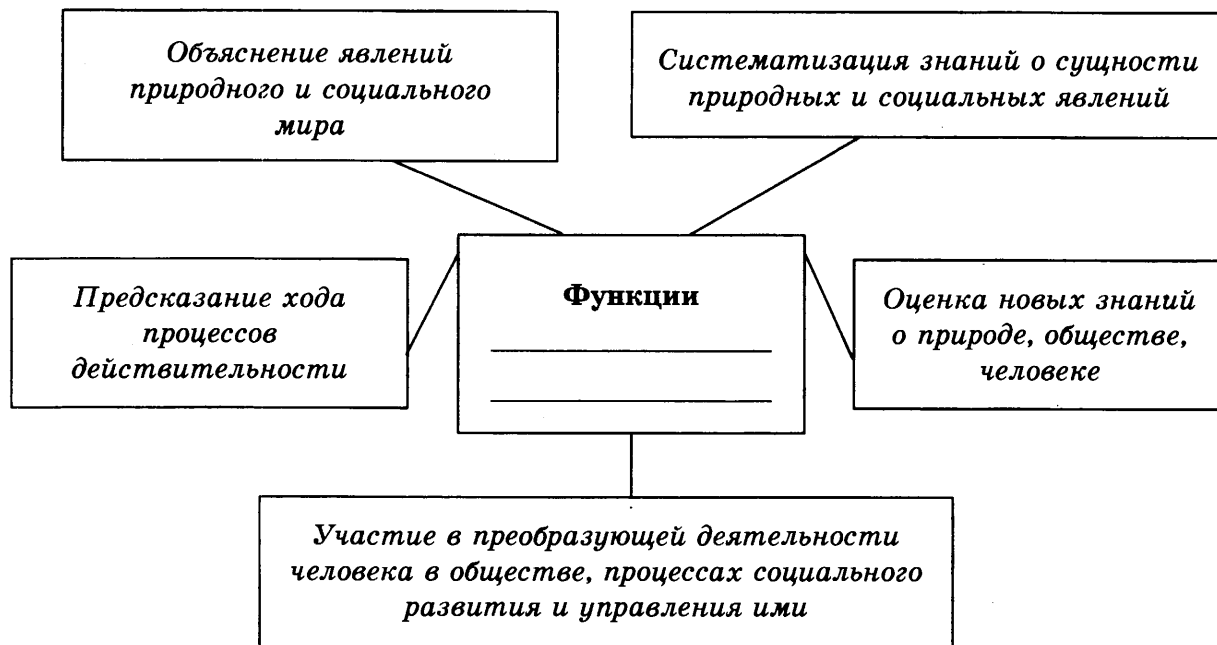 Объяснение явлений
природного и социального
мира
Систематизация знаний о сущности
природных и социальных явлений
Функции
Предсказание хода
процессов
действительности
Оценка новых знаний
о природе, обществе,
человеке
Участие в преобразующей деятельности
человека в обществе, процессах социального
развития и управления ими